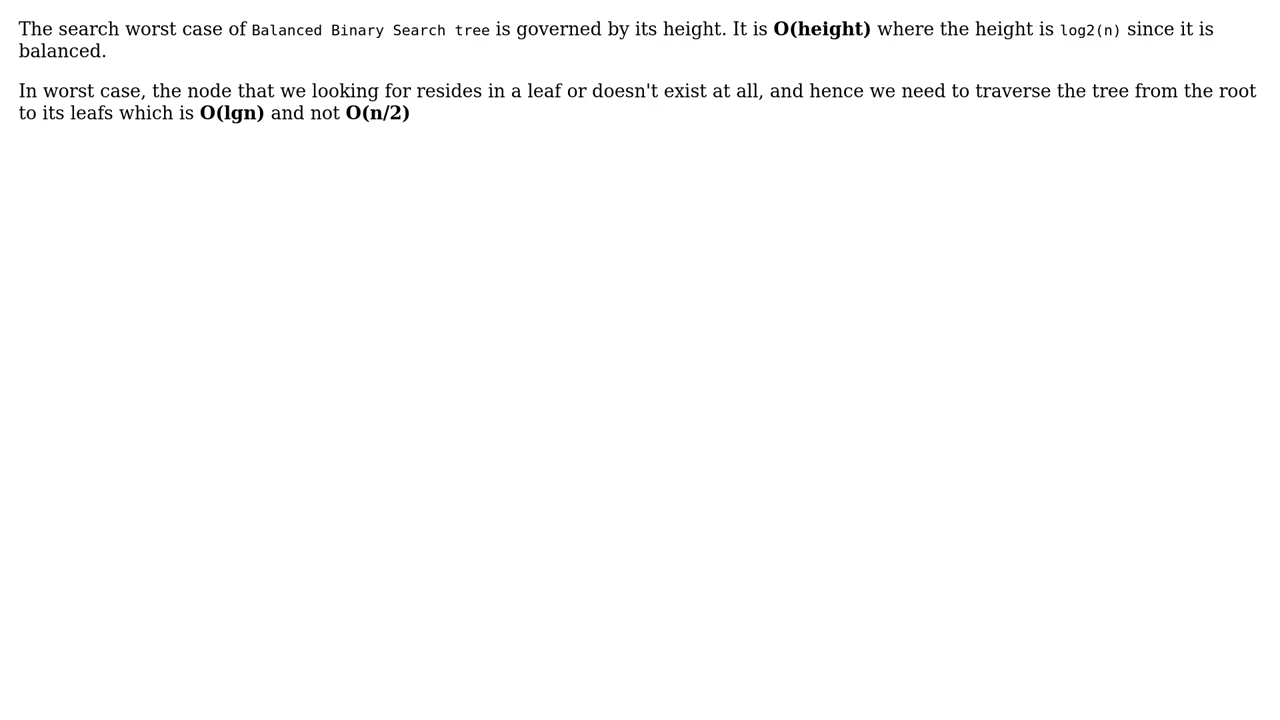 The search worst case of Balanced Binary Search tree is governed by its height. It is O(height) where the height is log2(n) since it is
balanced.
In worst case, the node that we looking for resides in a leaf or doesn't exist at all, and hence we need to traverse the tree from the root
to its leafs which is O(lgn) and not O(n/2)